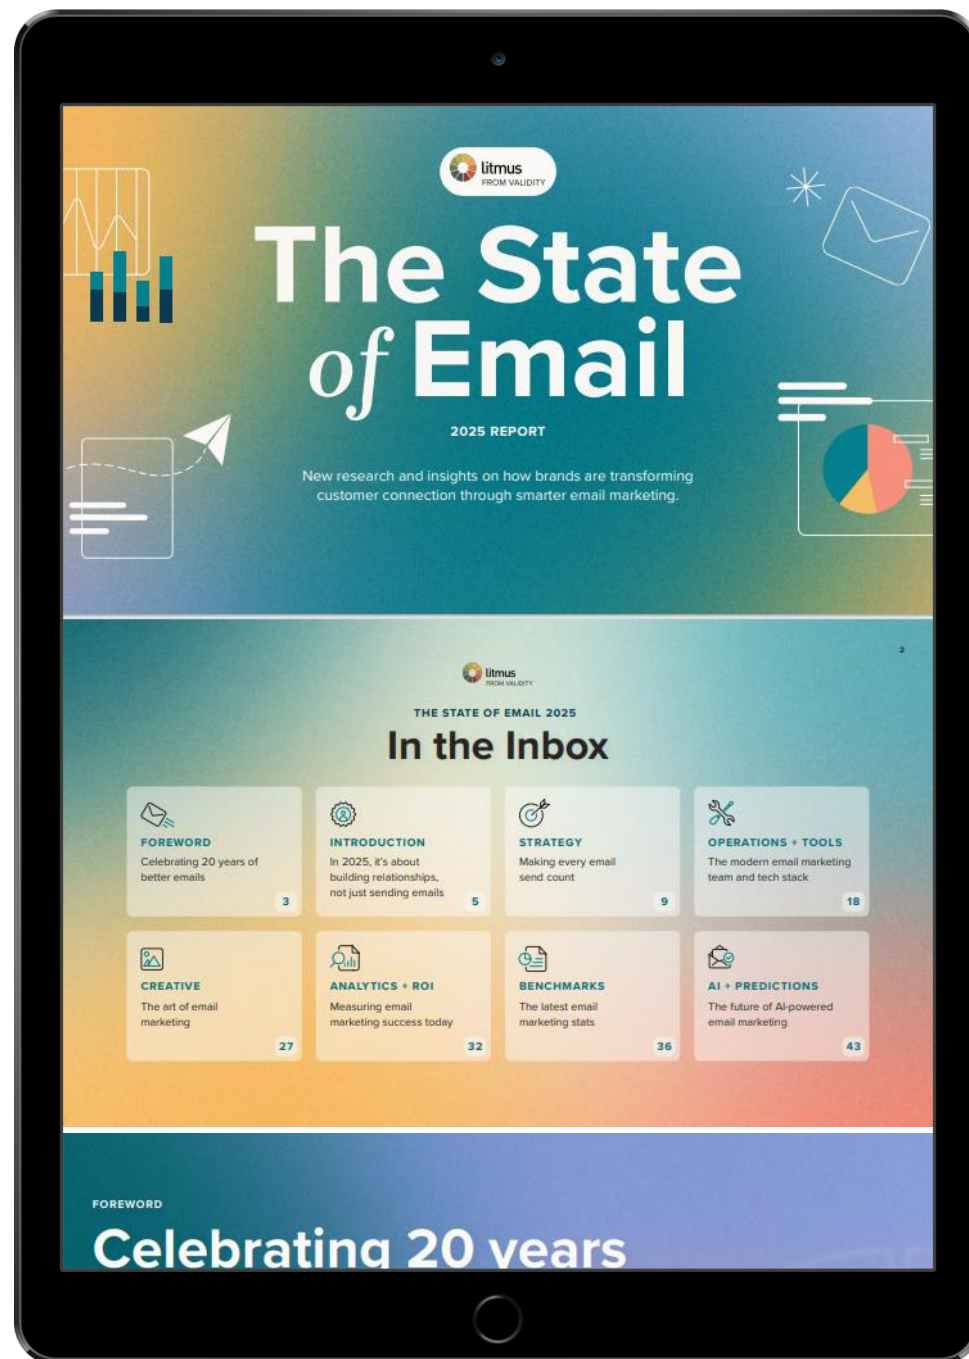 litmus
FROM VALIDITY
The State
of Email
2025 REPORT
New research and insights on how brands are transforming
customer connection through smarter email marketing.
2
litmus
FROM VALIDITY
THE STATE OF EMAIL 2025
In the Inbox
FOREWORD
Celebrating 20 years of
better emails
3
INTRODUCTION
In 2025, it's about
building relationships,
not just sending emails
5
STRATEGY
Making every email
send count
9
OPERATIONS + TOOLS
The modern email marketing
team and tech stack
18
CREATIVE
The art of email
marketing
27
ANALYTICS + ROI
Measuring email
marketing success today
32
BENCHMARKS
The latest email
marketing stats
36
AI + PREDICTIONS
The future of AI-powered
email marketing
43
FOREWORD
Celebrating 20 years